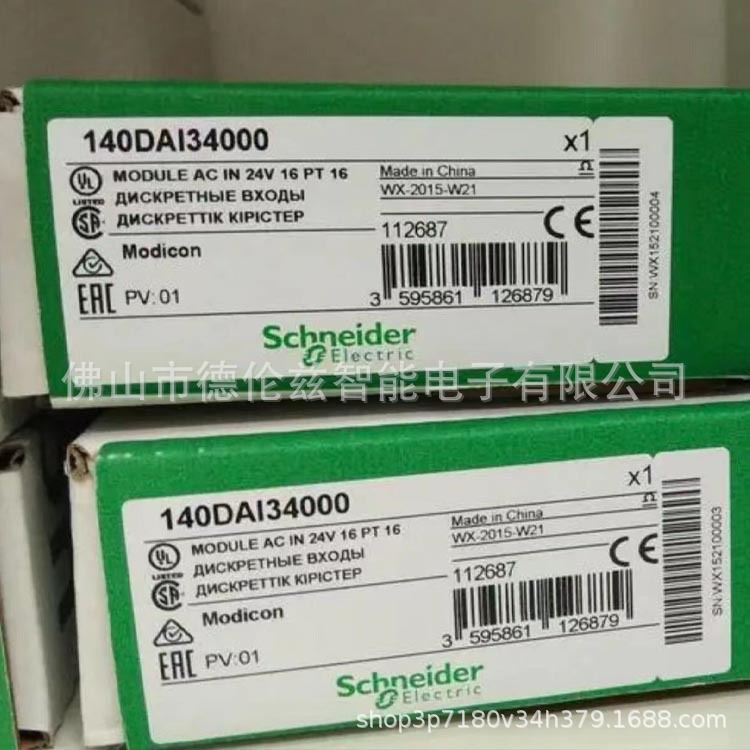 140DAI34000
x1
MODULE AC IN 24V 16 PT 16
ДИСКРЕТНЫЕ ВХОДЫ
ДИСКРЕТТІК КІРІСТЕР
UL
LISTED
Modicon
EAC PV:01
Made in China
WX-2015-W21
112687
CE
3 595861 126879
SN:WX152100004
Schneider
Electric
佛山市德伦兹智能电子有限公司
140DAI34000
x1
MODULE AC IN 24V 16 PT 16
ДИСКРЕТНЫЕ ВХОДЫ
ДИСКРЕТТІК КІРІСТЕР
UL
LISTED
Modicon
EAC PV:01
Made in China
WX-2015-W21
112687
CE
3 595861 126879
SN:WX152100003
Schneider
Electric
shop3p7180v34h379.1688.com